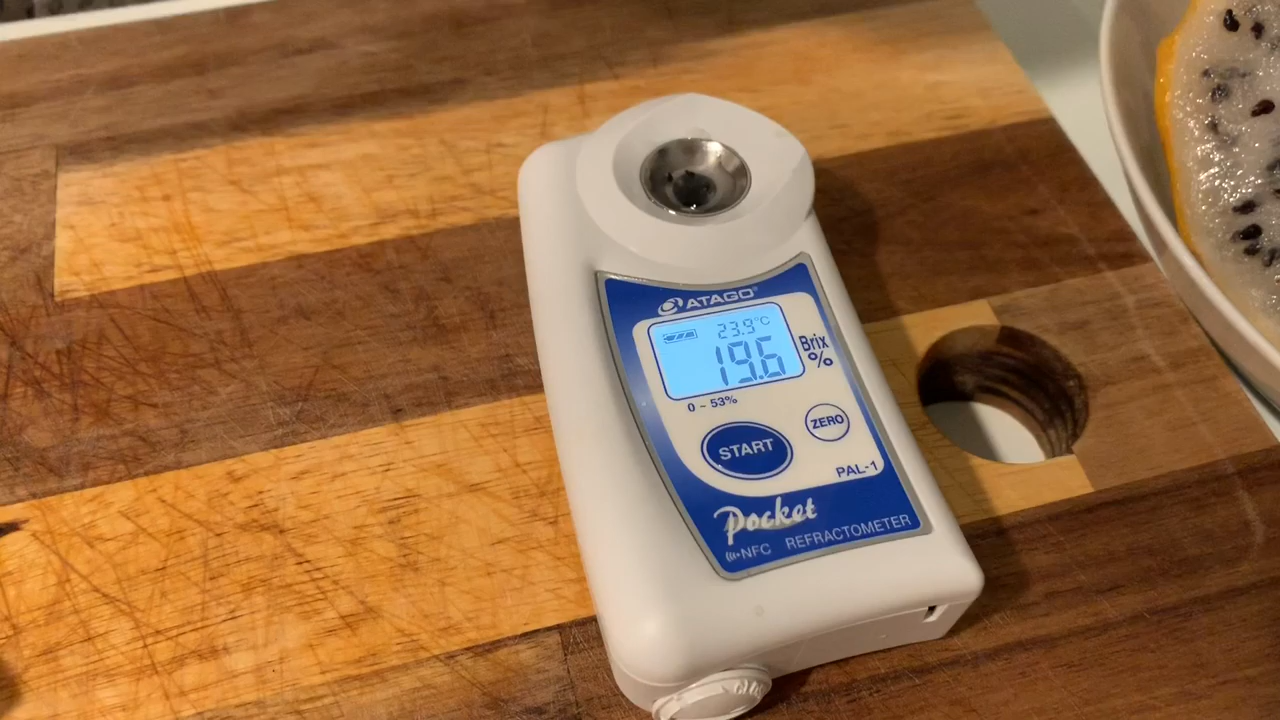 ATAGO®
23.9°C
19.6
Brix
%
0 – 53%
START
ZERO
PAL-1
Pocket
NFC REFRACTOMETER